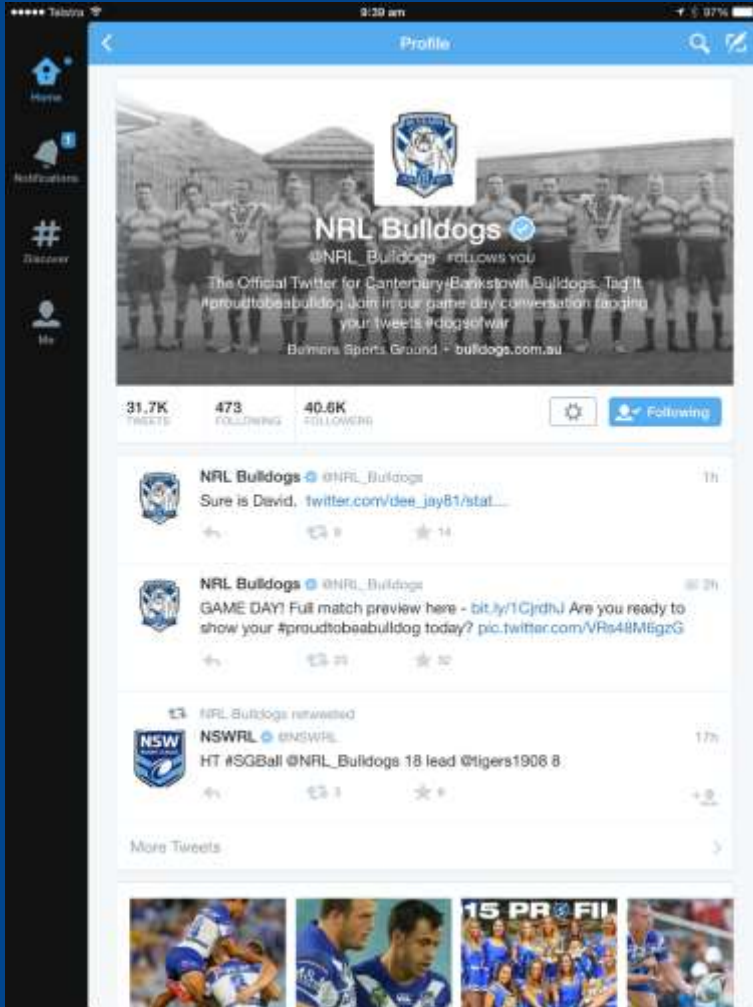 Telstra
9:39 am
97%
Profile
Home
1
Notifications
Discover
Me
NRL Bulldogs
@NRL_Bulldogs FOLLOWS YOU
The Official Twitter for Canterbury-Bankstown Bulldogs. Tag it
#proudtobeabulldog Join in our game day conversation
your tweets #dogsofwar
Belmore Sports Ground • bulldogs.com.au
31.7K
TWEETS
473
FOLLOWING
40.6K
FOLLOWERS
Following
NRL Bulldogs @NRL_Bulldogs 1h
Sure is David. twitter.com/dee_jay81/stat...
14
NRL Bulldogs @NRL_Bulldogs 2h
GAME DAY! Full match preview here - bit.ly/1CjrdhJ Are you ready to
show your #proudtobeabulldog today? pic.twitter.com/VRs48M6gzG
NRL Bulldogs retweeted
NSW
NSWRL @NSWRL 17h
HT #SGBall @NRL_Bulldogs 18 lead @tigers1908 8
3
More Tweets
15 PR FIL